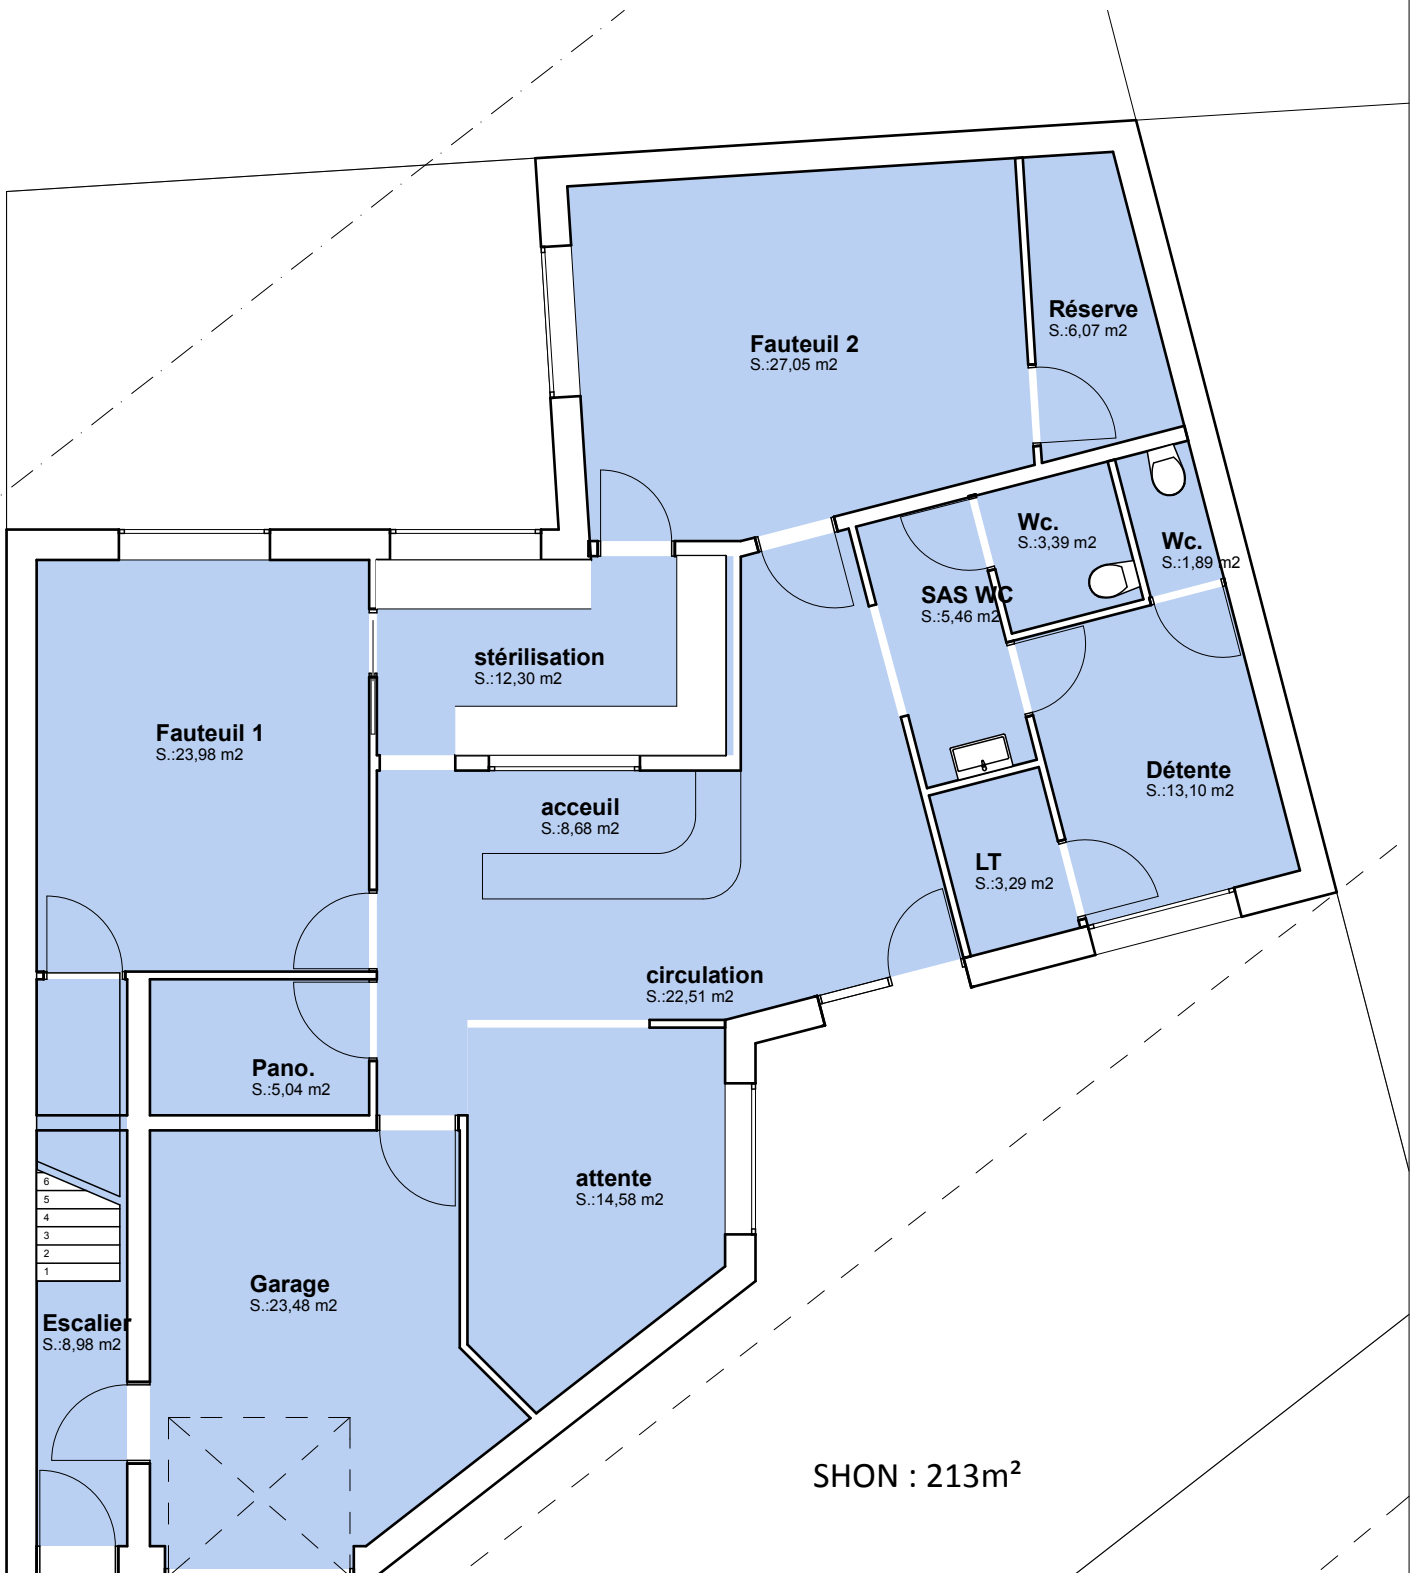 Réserve
S.:6,07 m2
Fauteuil 2
S.:27,05 m2
Wc.
S.:3,39 m2
Wc.
S.:1,89 m2
SAS WC
S.:5,46 m2
stérilisation
S.:12,30 m2
Fauteuil 1
S.:23,98 m2
Détente
S.:13,10 m2
acceuil
S.:8,68 m2
LT
S.:3,29 m2
circulation
S.:22,51 m2
Pano.
S.:5,04 m2
attente
S.:14,58 m2
6
5
4
3
2
1
Garage
S.:23,48 m2
Escalier
S.:8,98 m2
SHON : 213m²